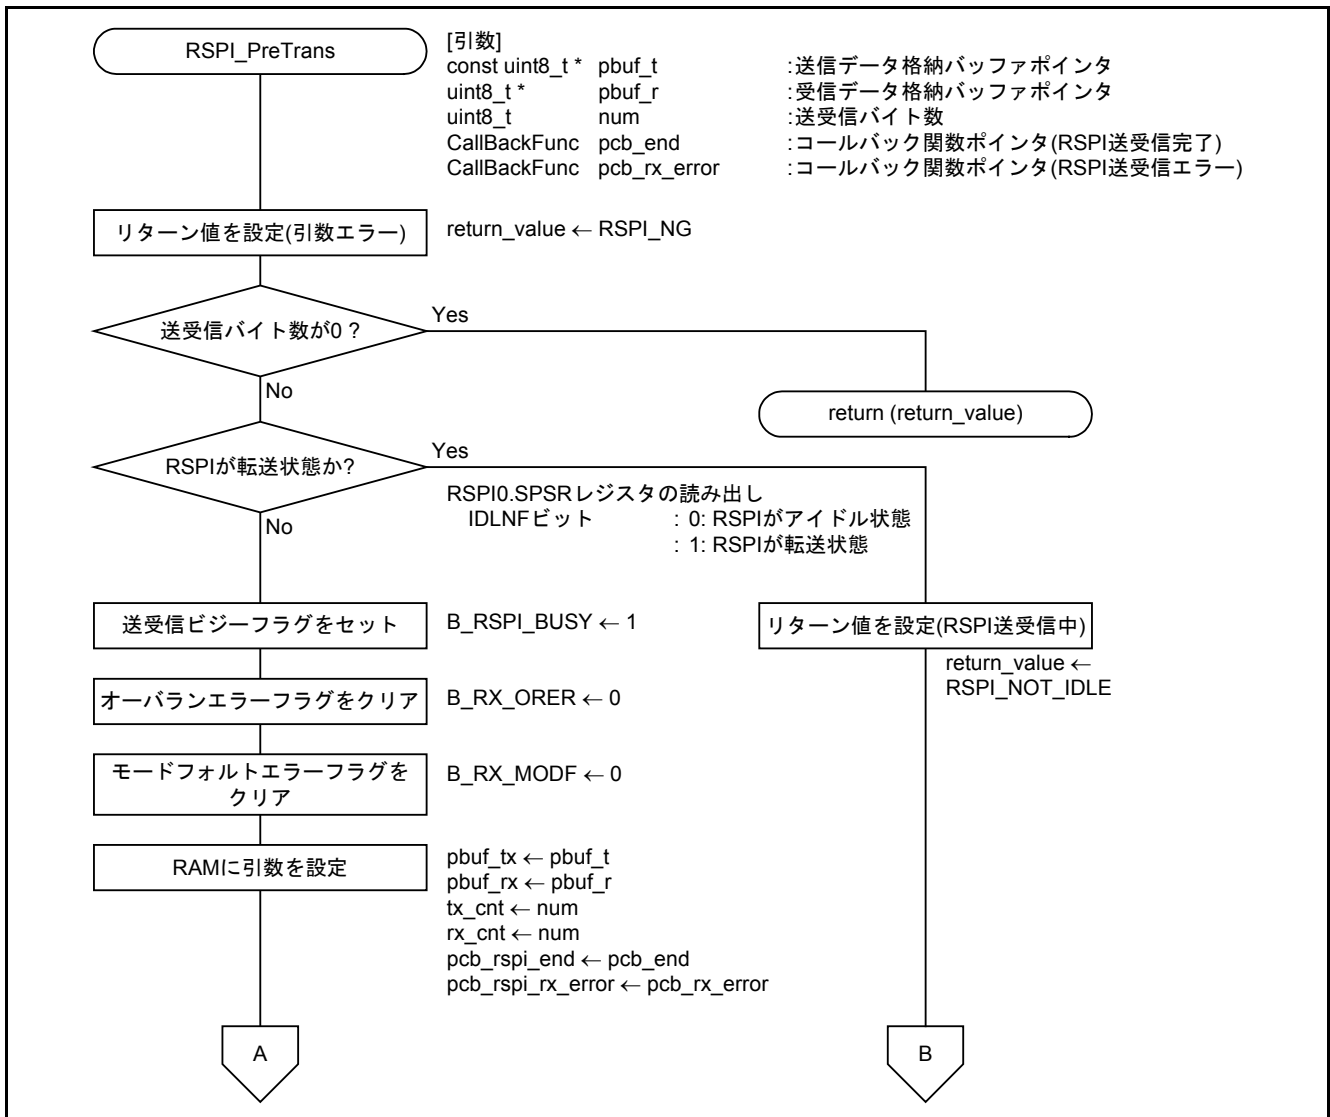 RSPI_PreTrans
[引数]
const uint8_t * pbuf_t :送信データ格納バッファポインタ
uint8_t * pbuf_r :受信データ格納バッファポインタ
uint8_t num :送受信バイト数
CallBackFunc pcb_end :コールバック関数ポインタ(RSPI送受信完了)
CallBackFunc pcb_rx_error :コールバック関数ポインタ(RSPI送受信エラー)
リターン値を設定(引数エラー) return_value ← RSPI_NG
送受信バイト数が0？ Yes
No
return (return_value)
RSPIが転送状態か? Yes
RSPI0.SPSRレジスタの読み出し
IDLNFビット : 0: RSPIがアイドル状態
: 1: RSPIが転送状態
No
送受信ビジーフラグをセット B_RSPI_BUSY ← 1
リターン値を設定(RSPI送受信中)
return_value ←
RSPI_NOT_IDLE
オーバランエラーフラグをクリア B_RX_ORER ← 0
モードフォルトエラーフラグを
クリア
B_RX_MODF ← 0
RAMに引数を設定
pbuf_tx ← pbuf_t
pbuf_rx ← pbuf_r
tx_cnt ← num
rx_cnt ← num
pcb_rspi_end ← pcb_end
pcb_rspi_rx_error ← pcb_rx_error
A
B